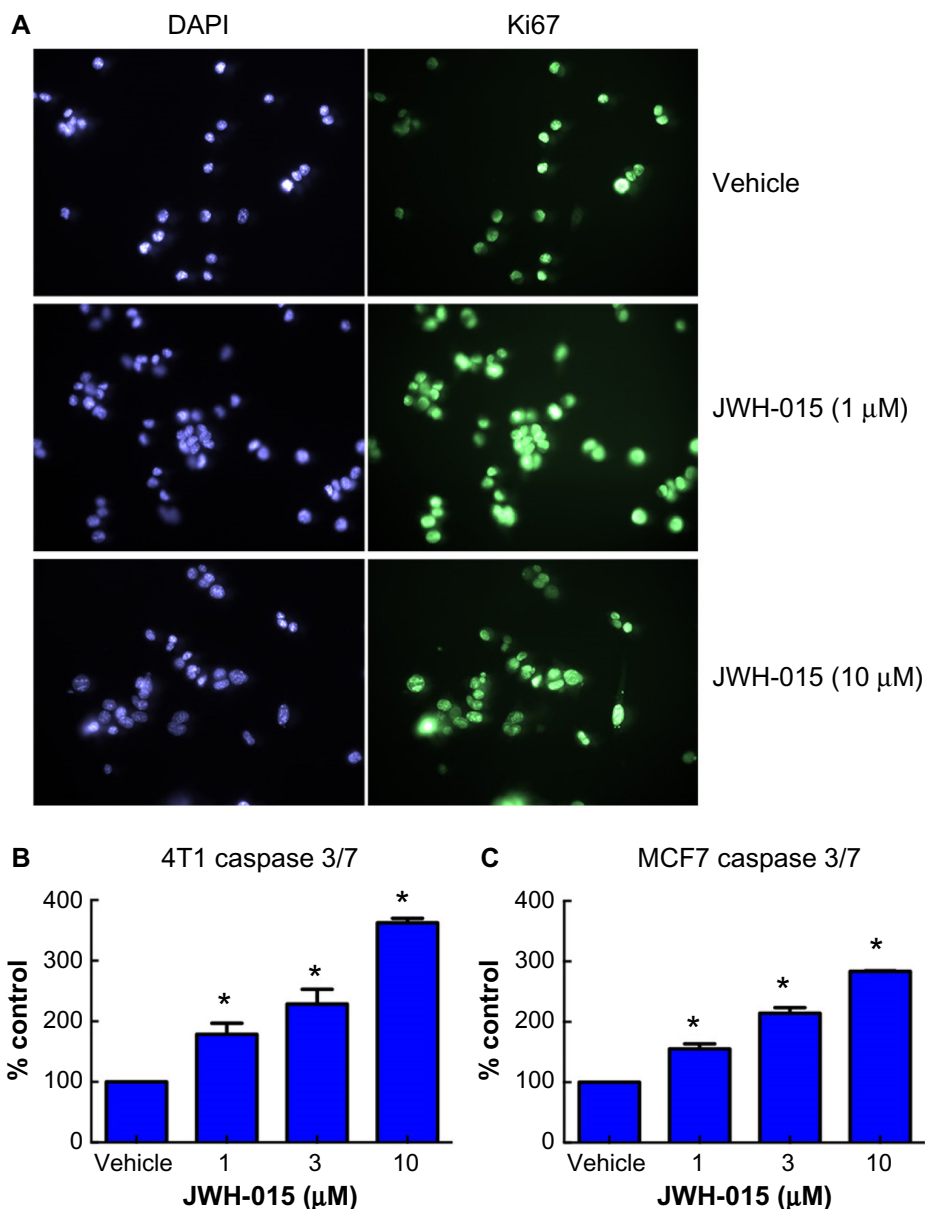 A DAPI Ki67
Vehicle
JWH-015 (1 μM)
JWH-015 (10 μM)
B 4T1 caspase 3/7
% control
400
300
200
100
0
* * *
Vehicle 1 3 10
JWH-015 (μM)
C MCF7 caspase 3/7
% control
400
300
200
100
0
* * *
Vehicle 1 3 10
JWH-015 (μM)